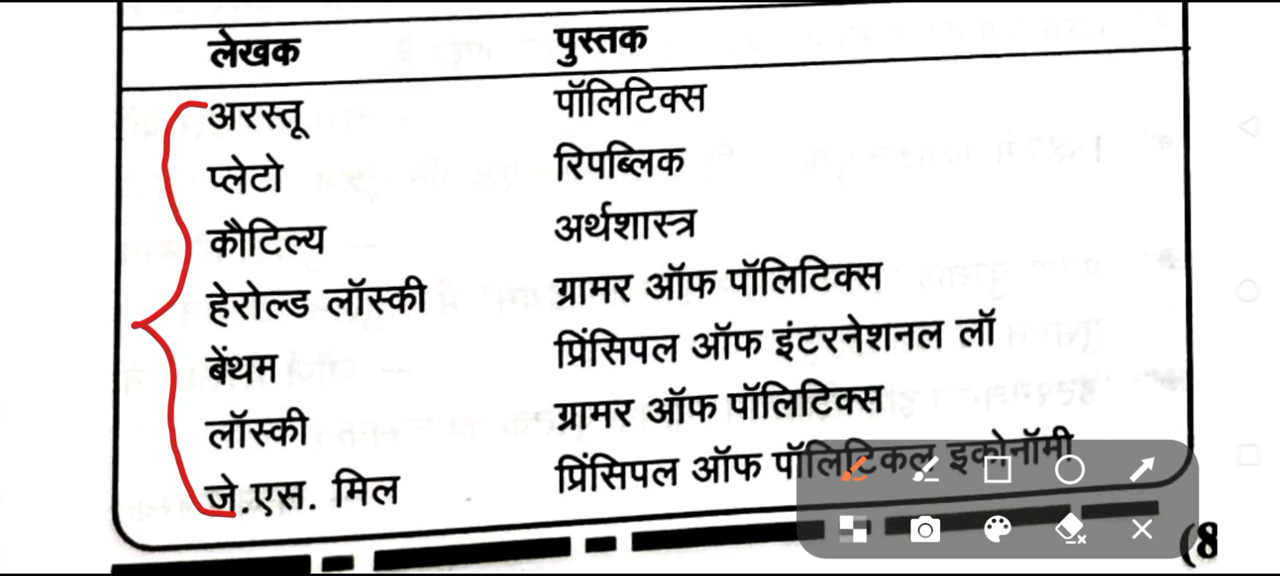 लेखक पुस्तक
अरस्तू पॉलिटिक्स
प्लेटो रिपब्लिक
कौटिल्य अर्थशास्त्र
हेरोल्ड लॉस्की ग्रामर ऑफ पॉलिटिक्स
बेंथम प्रिंसिपल ऑफ इंटरनेशनल लॉ
लॉस्की ग्रामर ऑफ पॉलिटिक्स
जे.एस. मिल प्रिंसिपल ऑफ पॉलिटिकल इकोनॉमी
(8